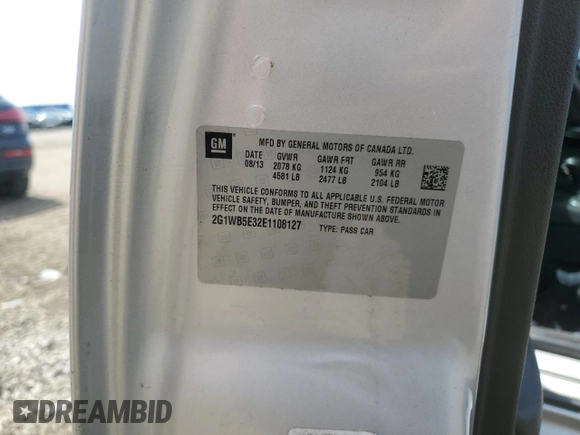 GM
MFD BY GENERAL MOTORS OF CANADA LTD.
DATE GVWR GAWR FRT GAWR RR
08/13 2078 KG 1124 KG 954 KG
4581 LB 2477 LB 2104 LB
THIS VEHICLE CONFORMS TO ALL APPLICABLE U.S. FEDERAL MOTOR
VEHICLE SAFETY, BUMPER, AND THEFT PREVENTION STANDARDS IN
EFFECT ON THE DATE OF MANUFACTURE SHOWN ABOVE.
2G1WB5E32E1108127 TYPE: PASS CAR
DREAMBID